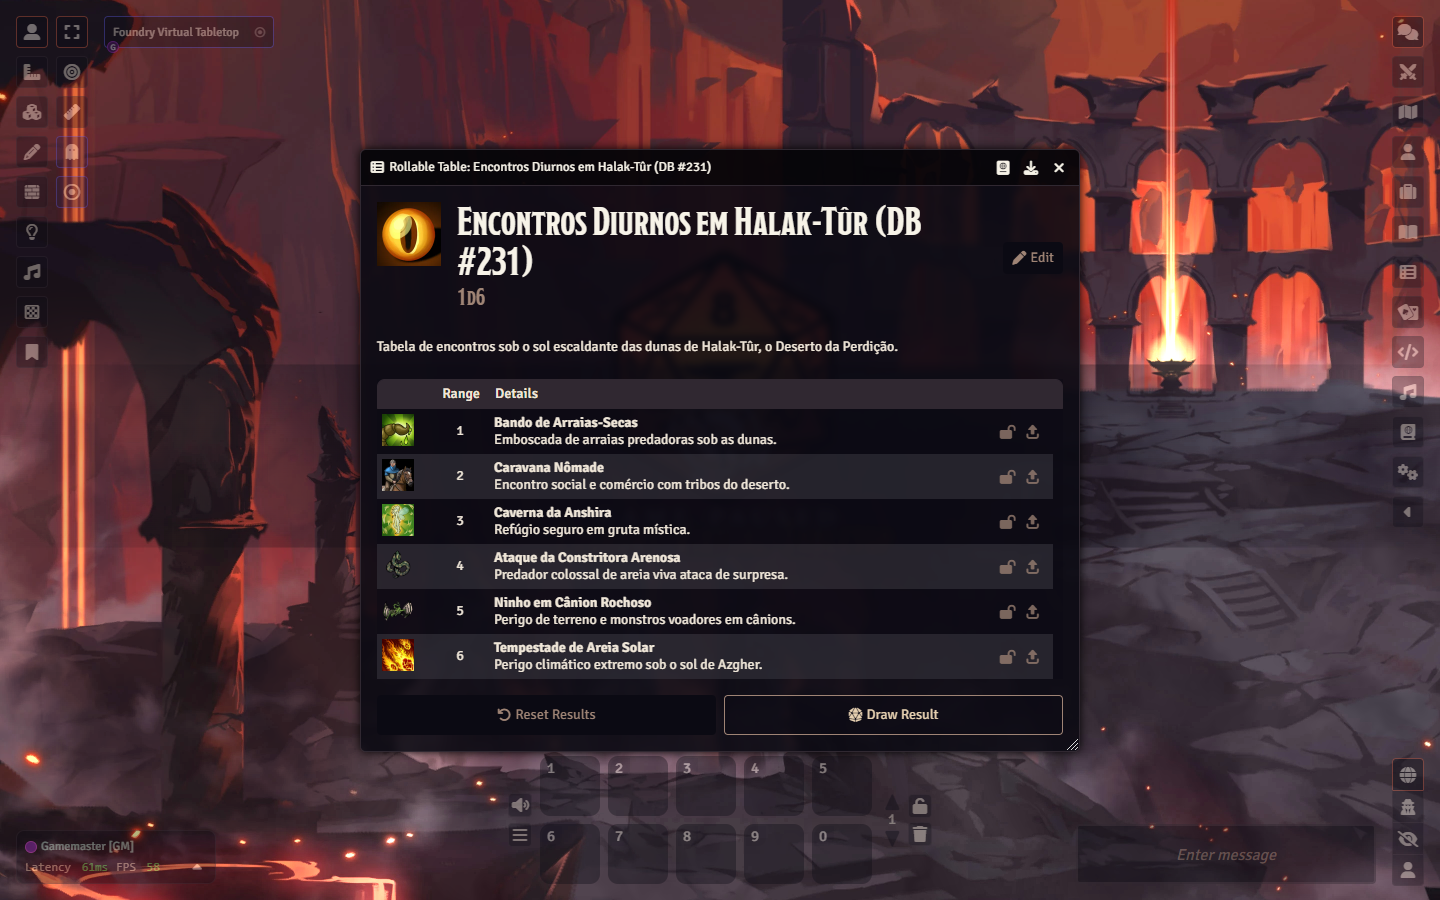 Foundry Virtual Tabletop
G
Rollable Table: Encontros Diurnos em Halak-Tûr (DB #231)
Encontros Diurnos em Halak-Tûr (DB
#231)
1d6
Edit
Tabela de encontros sob o sol escaldante das dunas de Halak-Tûr, o Deserto da Perdição.
Range Details
1 Bando de Arraias-Secas
Emboscada de arraias predadoras sob as dunas.
2 Caravana Nômade
Encontro social e comércio com tribos do deserto.
3 Caverna da Anshira
Refúgio seguro em gruta mística.
4 Ataque da Constritora Arenosa
Predador colossal de areia viva ataca de surpresa.
5 Ninho em Cânion Rochoso
Perigo de terreno e monstros voadores em cânions.
6 Tempestade de Areia Solar
Perigo climático extremo sob o sol de Azgher.
Reset Results
Draw Result
1 2 3 4 5
1
6 7 8 9 0
Gamemaster [GM]
Latency 61ms FPS 58
Enter message